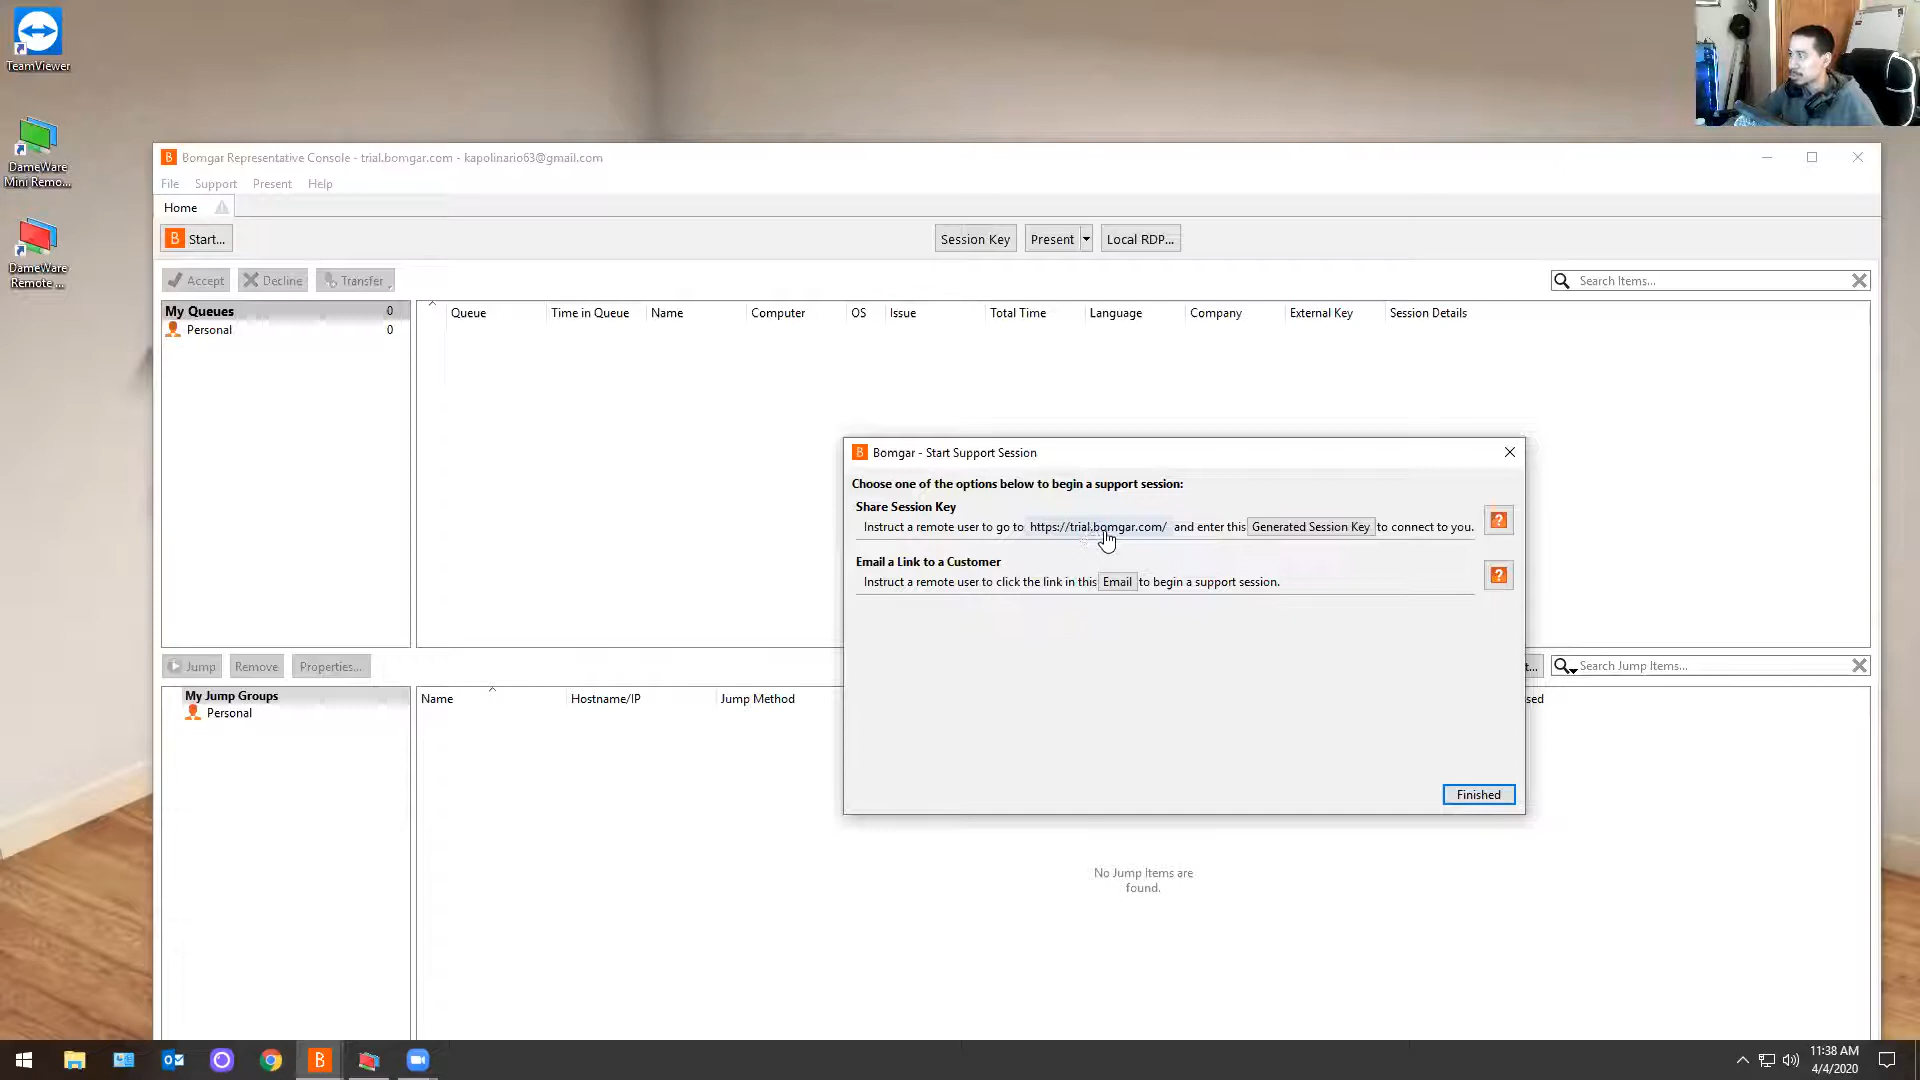 TeamViewer
DameWare
Mini Remo...
DameWare
Remote ...
Bomgar Representative Console - trial.bomgar.com - kapolinario63@gmail.com
File Support Present Help
Home
B Start...
Session Key Present Local RDP...
Accept Decline Transfer
Search Items...
My Queues 0
Personal 0
Queue Time in Queue Name Computer OS Issue Total Time Language Company External Key Session Details
B Bomgar - Start Support Session
Choose one of the options below to begin a support session:
Share Session Key
Instruct a remote user to go to https://trial.bomgar.com/ and enter this Generated Session Key to connect to you.
?
Email a Link to a Customer
Instruct a remote user to click the link in this Email to begin a support session.
?
Finished
Jump Remove Properties...
t...
Search Jump Items...
My Jump Groups
Personal
Name Hostname/IP Jump Method
sed
No Jump Items are
found.
11:38 AM
4/4/2020